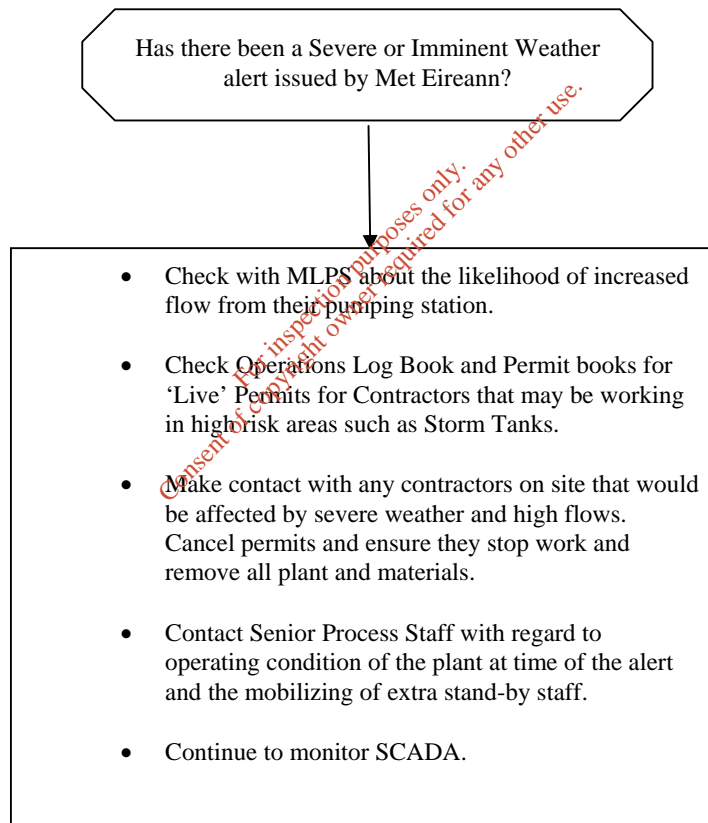 Has there been a Severe or Imminent Weather
alert issued by Met Eireann?
For inspection purposes only.
Consent of copyright owner required for any other use.
• Check with MLPS about the likelihood of increased
flow from their pumping station.
• Check Operations Log Book and Permit books for
‘Live’ Permits for Contractors that may be working
in high risk areas such as Storm Tanks.
• Make contact with any contractors on site that would
be affected by severe weather and high flows.
Cancel permits and ensure they stop work and
remove all plant and materials.
• Contact Senior Process Staff with regard to
operating condition of the plant at time of the alert
and the mobilizing of extra stand-by staff.
• Continue to monitor SCADA.